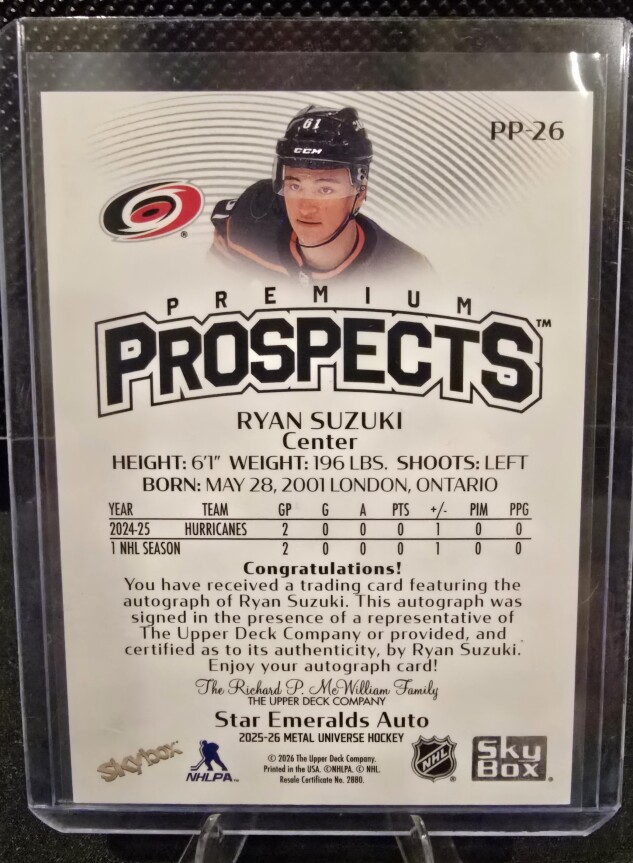 PP-26
61
CCM
PREMIUM
PROSPECTS™
RYAN SUZUKI
Center
HEIGHT: 6'1" WEIGHT: 196 LBS. SHOOTS: LEFT
BORN: MAY 28, 2001 LONDON, ONTARIO
YEAR TEAM GP G A PTS +/- PIM PPG
2024-25 HURRICANES 2 0 0 0 1 0 0
1 NHL SEASON 2 0 0 0 1 0 0
Congratulations!
You have received a trading card featuring the
autograph of Ryan Suzuki. This autograph was
signed in the presence of a representative of
The Upper Deck Company or provided, and
certified as to its authenticity, by Ryan Suzuki.
Enjoy your autograph card!
The Richard P. McWilliam Family
THE UPPER DECK COMPANY
Star Emeralds Auto
2025-26 METAL UNIVERSE HOCKEY
© 2026 The Upper Deck Company.
Printed in the USA. ©NHLPA. © NHL.
Resale Certificate No. 2880.
skybox™
NHLPA™
NHL
SkyBox®